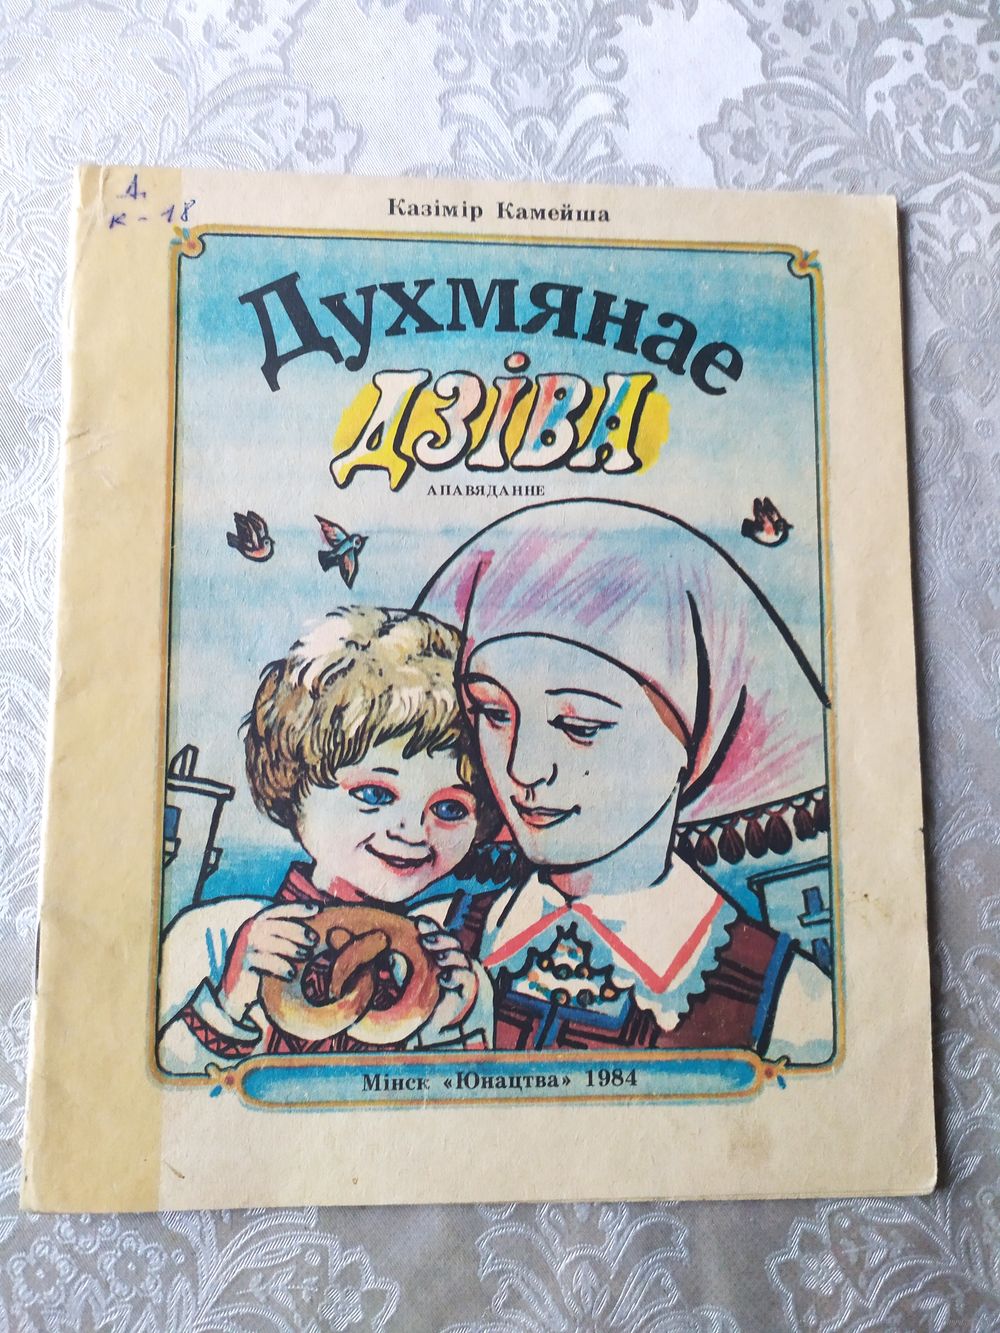 А.
К-18
Казімір Камейша
Духмянае
ДЗІВА
АПАВЯДАННЕ
Мінск «Юнацтва» 1984